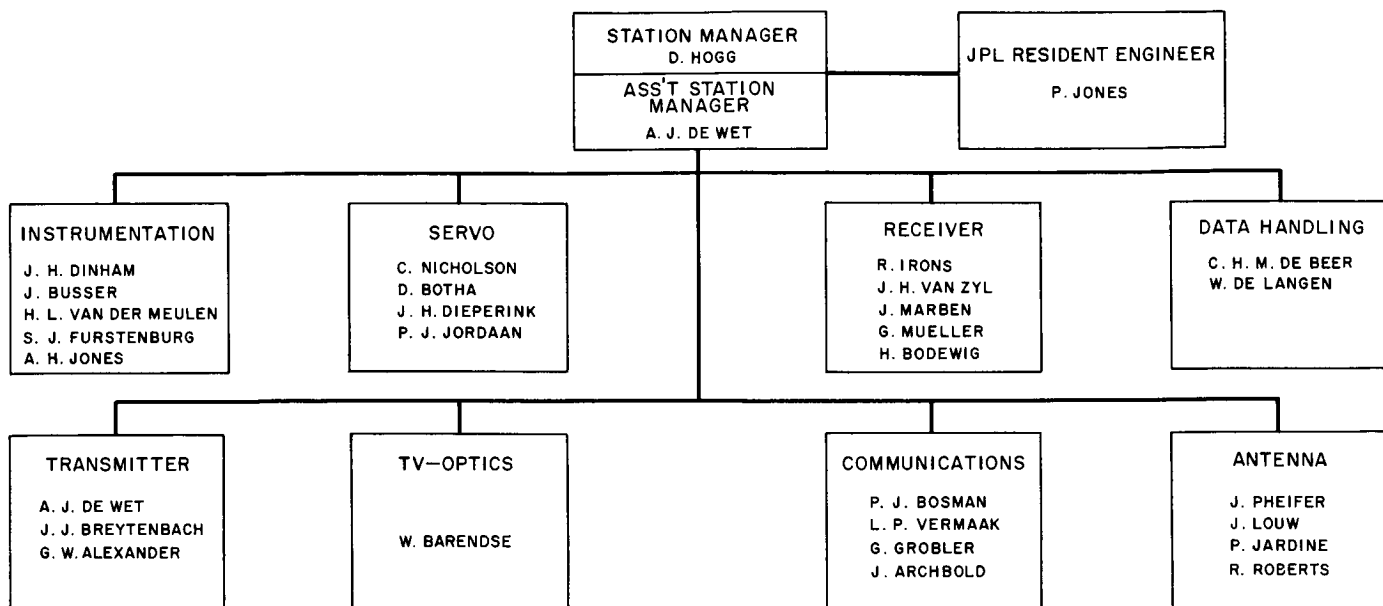 STATION MANAGER
D. HOGG
ASS'T STATION
MANAGER
A. J. DE WET
JPL RESIDENT ENGINEER
P. JONES
INSTRUMENTATION
J. H. DINHAM
J. BUSSER
H. L. VAN DER MEULEN
S. J. FURSTENBURG
A. H. JONES
SERVO
C. NICHOLSON
D. BOTHA
J. H. DIEPERINK
P. J. JORDAAN
RECEIVER
R. IRONS
J. H. VAN ZYL
J. MARBEN
G. MUELLER
H. BODEWIG
DATA HANDLING
C. H. M. DE BEER
W. DE LANGEN
TRANSMITTER
A. J. DE WET
J. J. BREYTENBACH
G. W. ALEXANDER
TV-OPTICS
W. BARENDSE
COMMUNICATIONS
P. J. BOSMAN
L. P. VERMAAK
G. GROBLER
J. ARCHBOLD
ANTENNA
J. PHEIFER
J. LOUW
P. JARDINE
R. ROBERTS